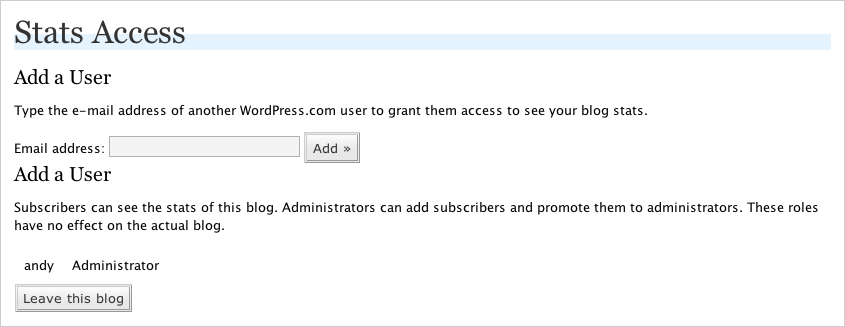 Stats Access
Add a User
Type the e-mail address of another WordPress.com user to grant them access to see your blog stats.
Email address: Add »
Add a User
Subscribers can see the stats of this blog. Administrators can add subscribers and promote them to administrators. These roles
have no effect on the actual blog.
andy Administrator
Leave this blog